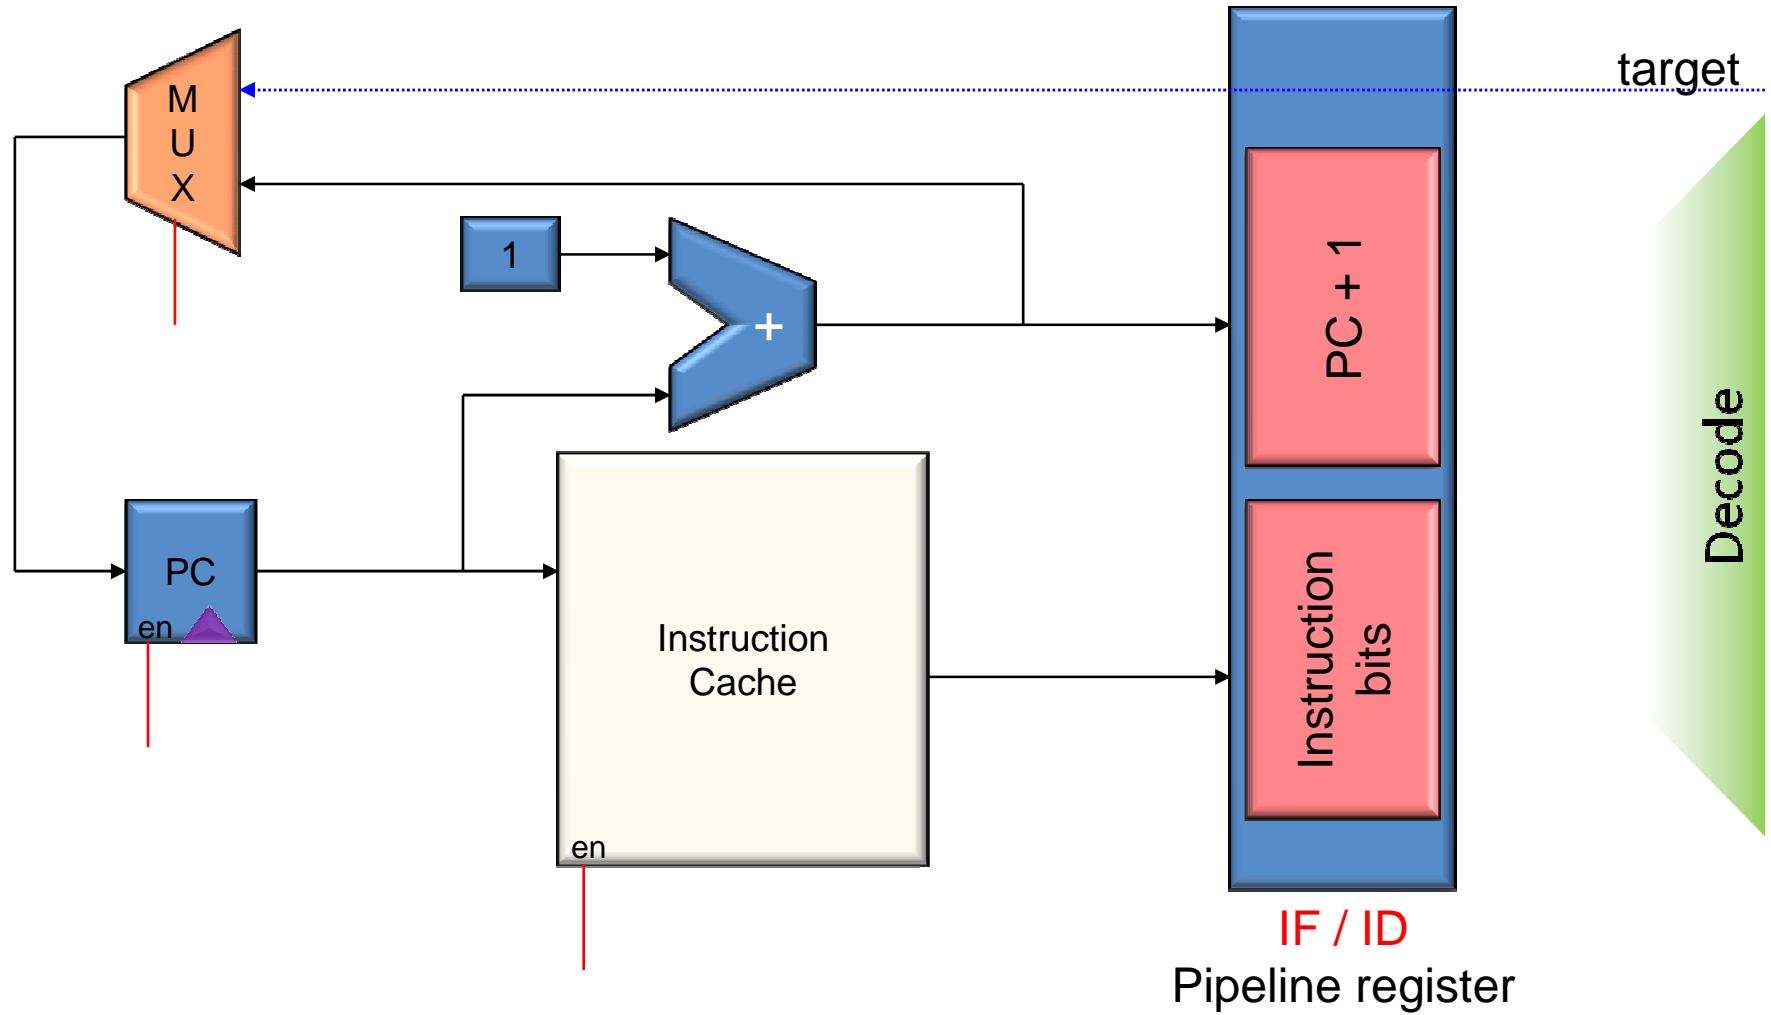 target
M
U
X
1
+
PC + 1
Decode
PC
en
Instruction
Cache
en
Instruction
bits
IF / ID
Pipeline register